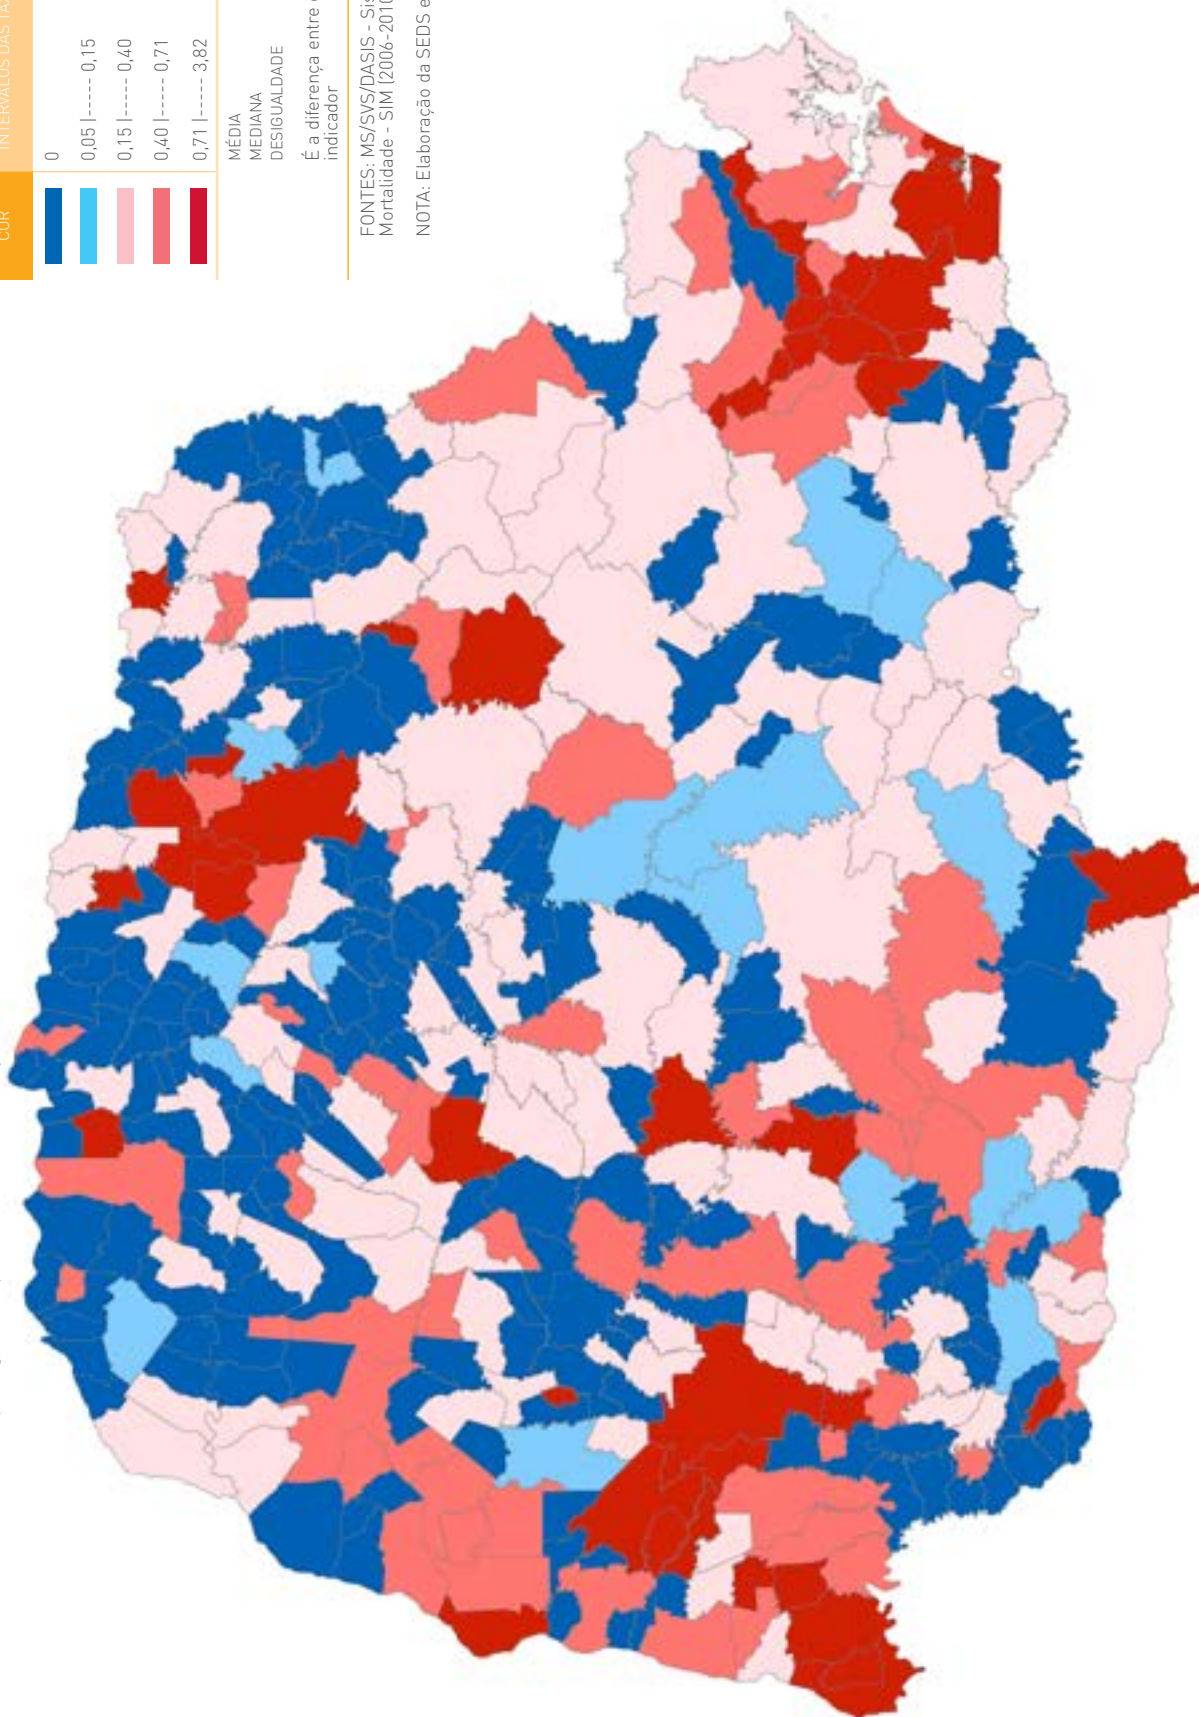 COR
INTERVALOS DAS
0
0,05 |----- 0,15
0,15 |----- 0,40
0,40 |----- 0,71
0,71 |----- 3,82
MÉDIA
MEDIANA
DESIGUALDADE
É a diferença entre
indicador
FONTES: MS/SVS/DASIS -
Mortalidade - SIM (2006-2010
NOTA: Elaboração da SEDS e